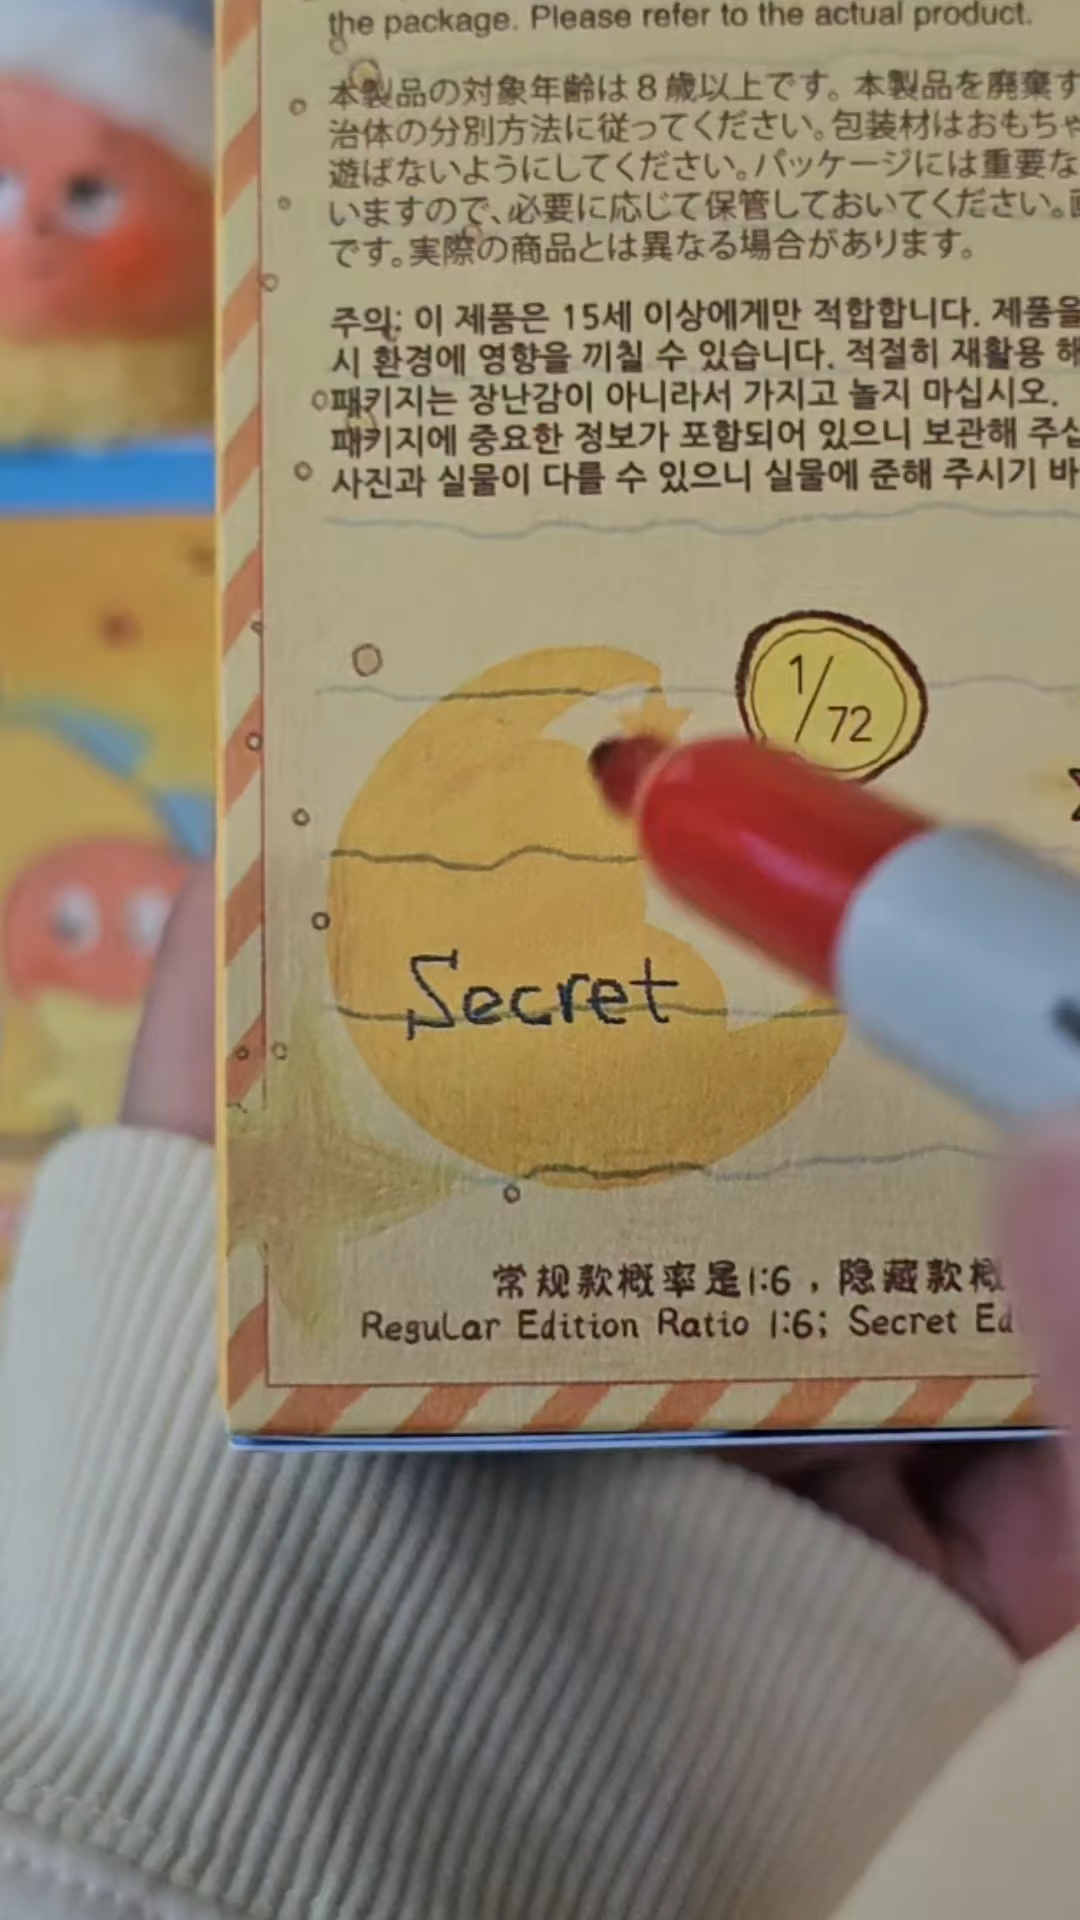 the package. Please refer to the actual product.
本製品の対象年齢は8歳以上です。本製品を廃棄す
治体の分別方法に従ってください。包装材はおもちゃ
遊ばないようにしてください。パッケージには重要な
いますので、必要に応じて保管しておいてください。
です。実際の商品とは異なる場合があります。
주의: 이 제품은 15세 이상에게만 적합합니다. 제품을
시 환경에 영향을 끼칠 수 있습니다. 적절히 재활용 해
패키지는 장난감이 아니라서 가지고 놀지 마십시오.
패키지에 중요한 정보가 포함되어 있으니 보관해 주십
사진과 실물이 다를 수 있으니 실물에 준해 주시기 바
1/72
Secret
常规款概率是1:6，隐藏款概
Regular Edition Ratio 1:6; Secret Ed